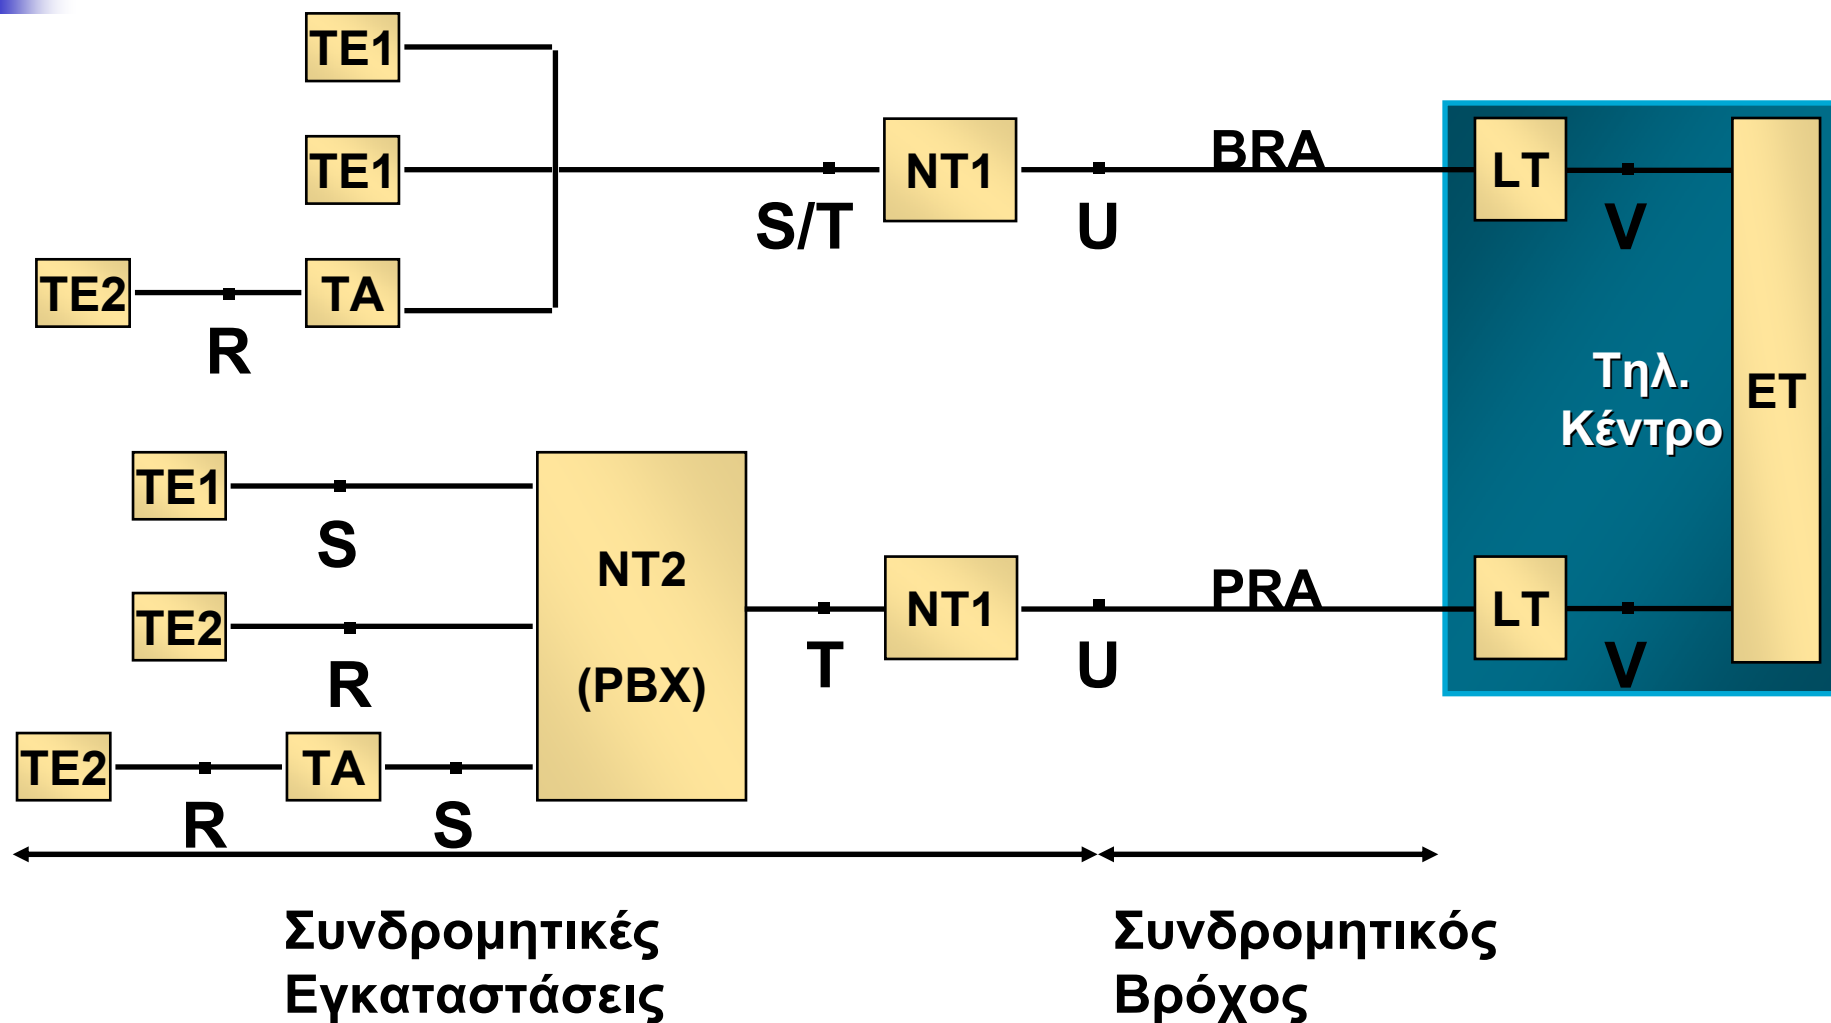 TE1
TE1
NT1
BRA
LT
S/T
U
V
TE2
TA
R
Τηλ.
Κέντρο
ET
TE1
S
NT2
(PBX)
TE2
R
T
NT1
U
PRA
LT
V
TE2
TA
R
S
Συνδρομητικές
Εγκαταστάσεις
Συνδρομητικός
Βρόχος